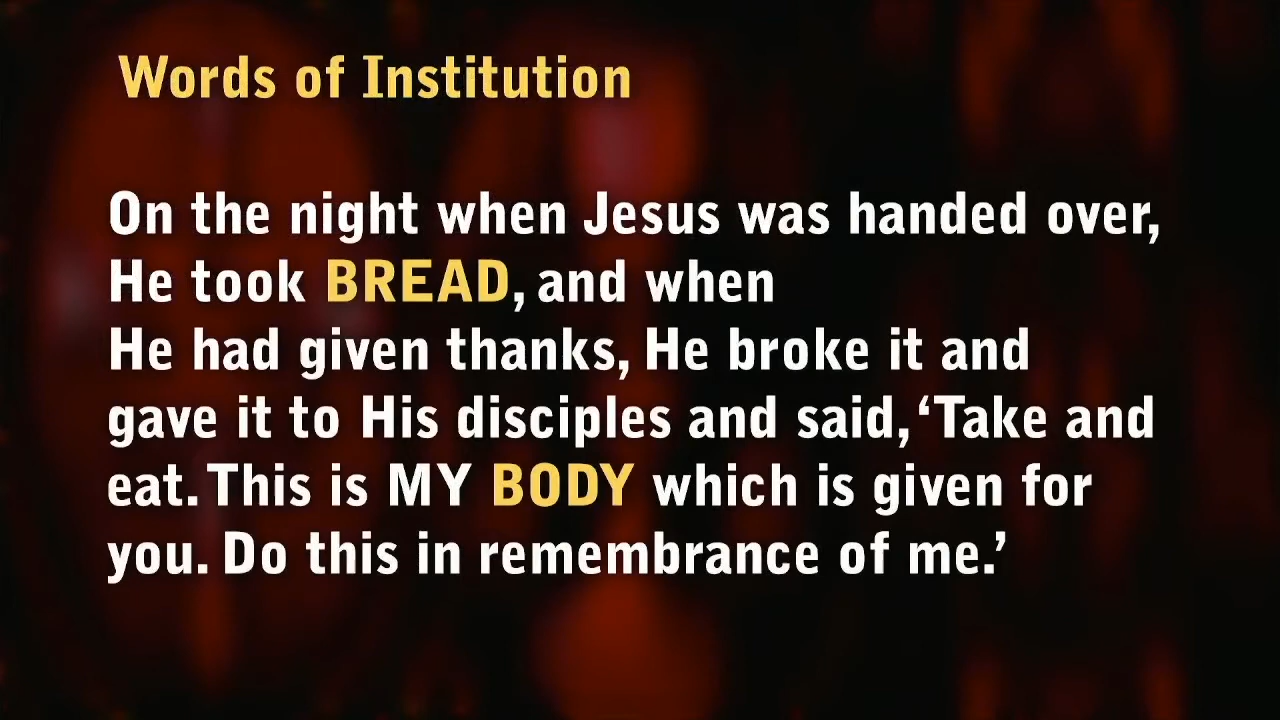 Words of Institution
On the night when Jesus was handed over,
He took BREAD, and when
He had given thanks, He broke it and
gave it to His disciples and said, ‘Take and
eat. This is MY BODY which is given for
you. Do this in remembrance of me.’